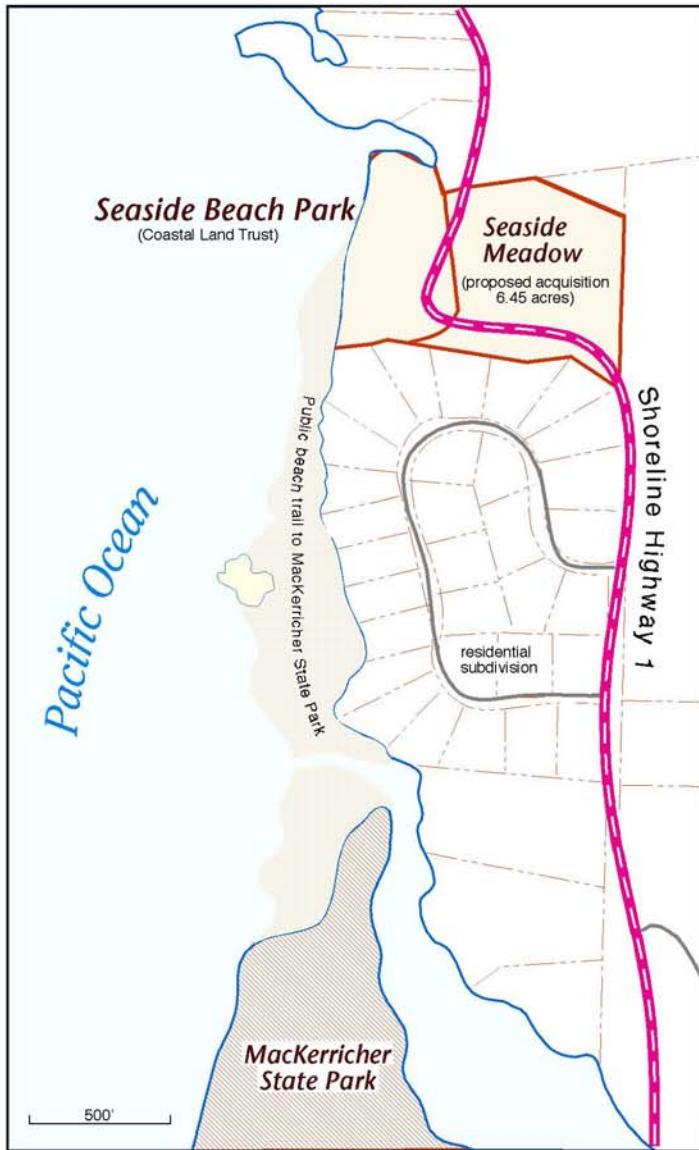 Seaside Beach Park
(Coastal Land Trust)
Seaside
Meadow
(proposed acquisition
6.45 acres)
Shoreline Highway 1
Public beach trail to MacKerricher State Park
Pacific Ocean
residential
subdivision
MacKerricher
State Park
500'